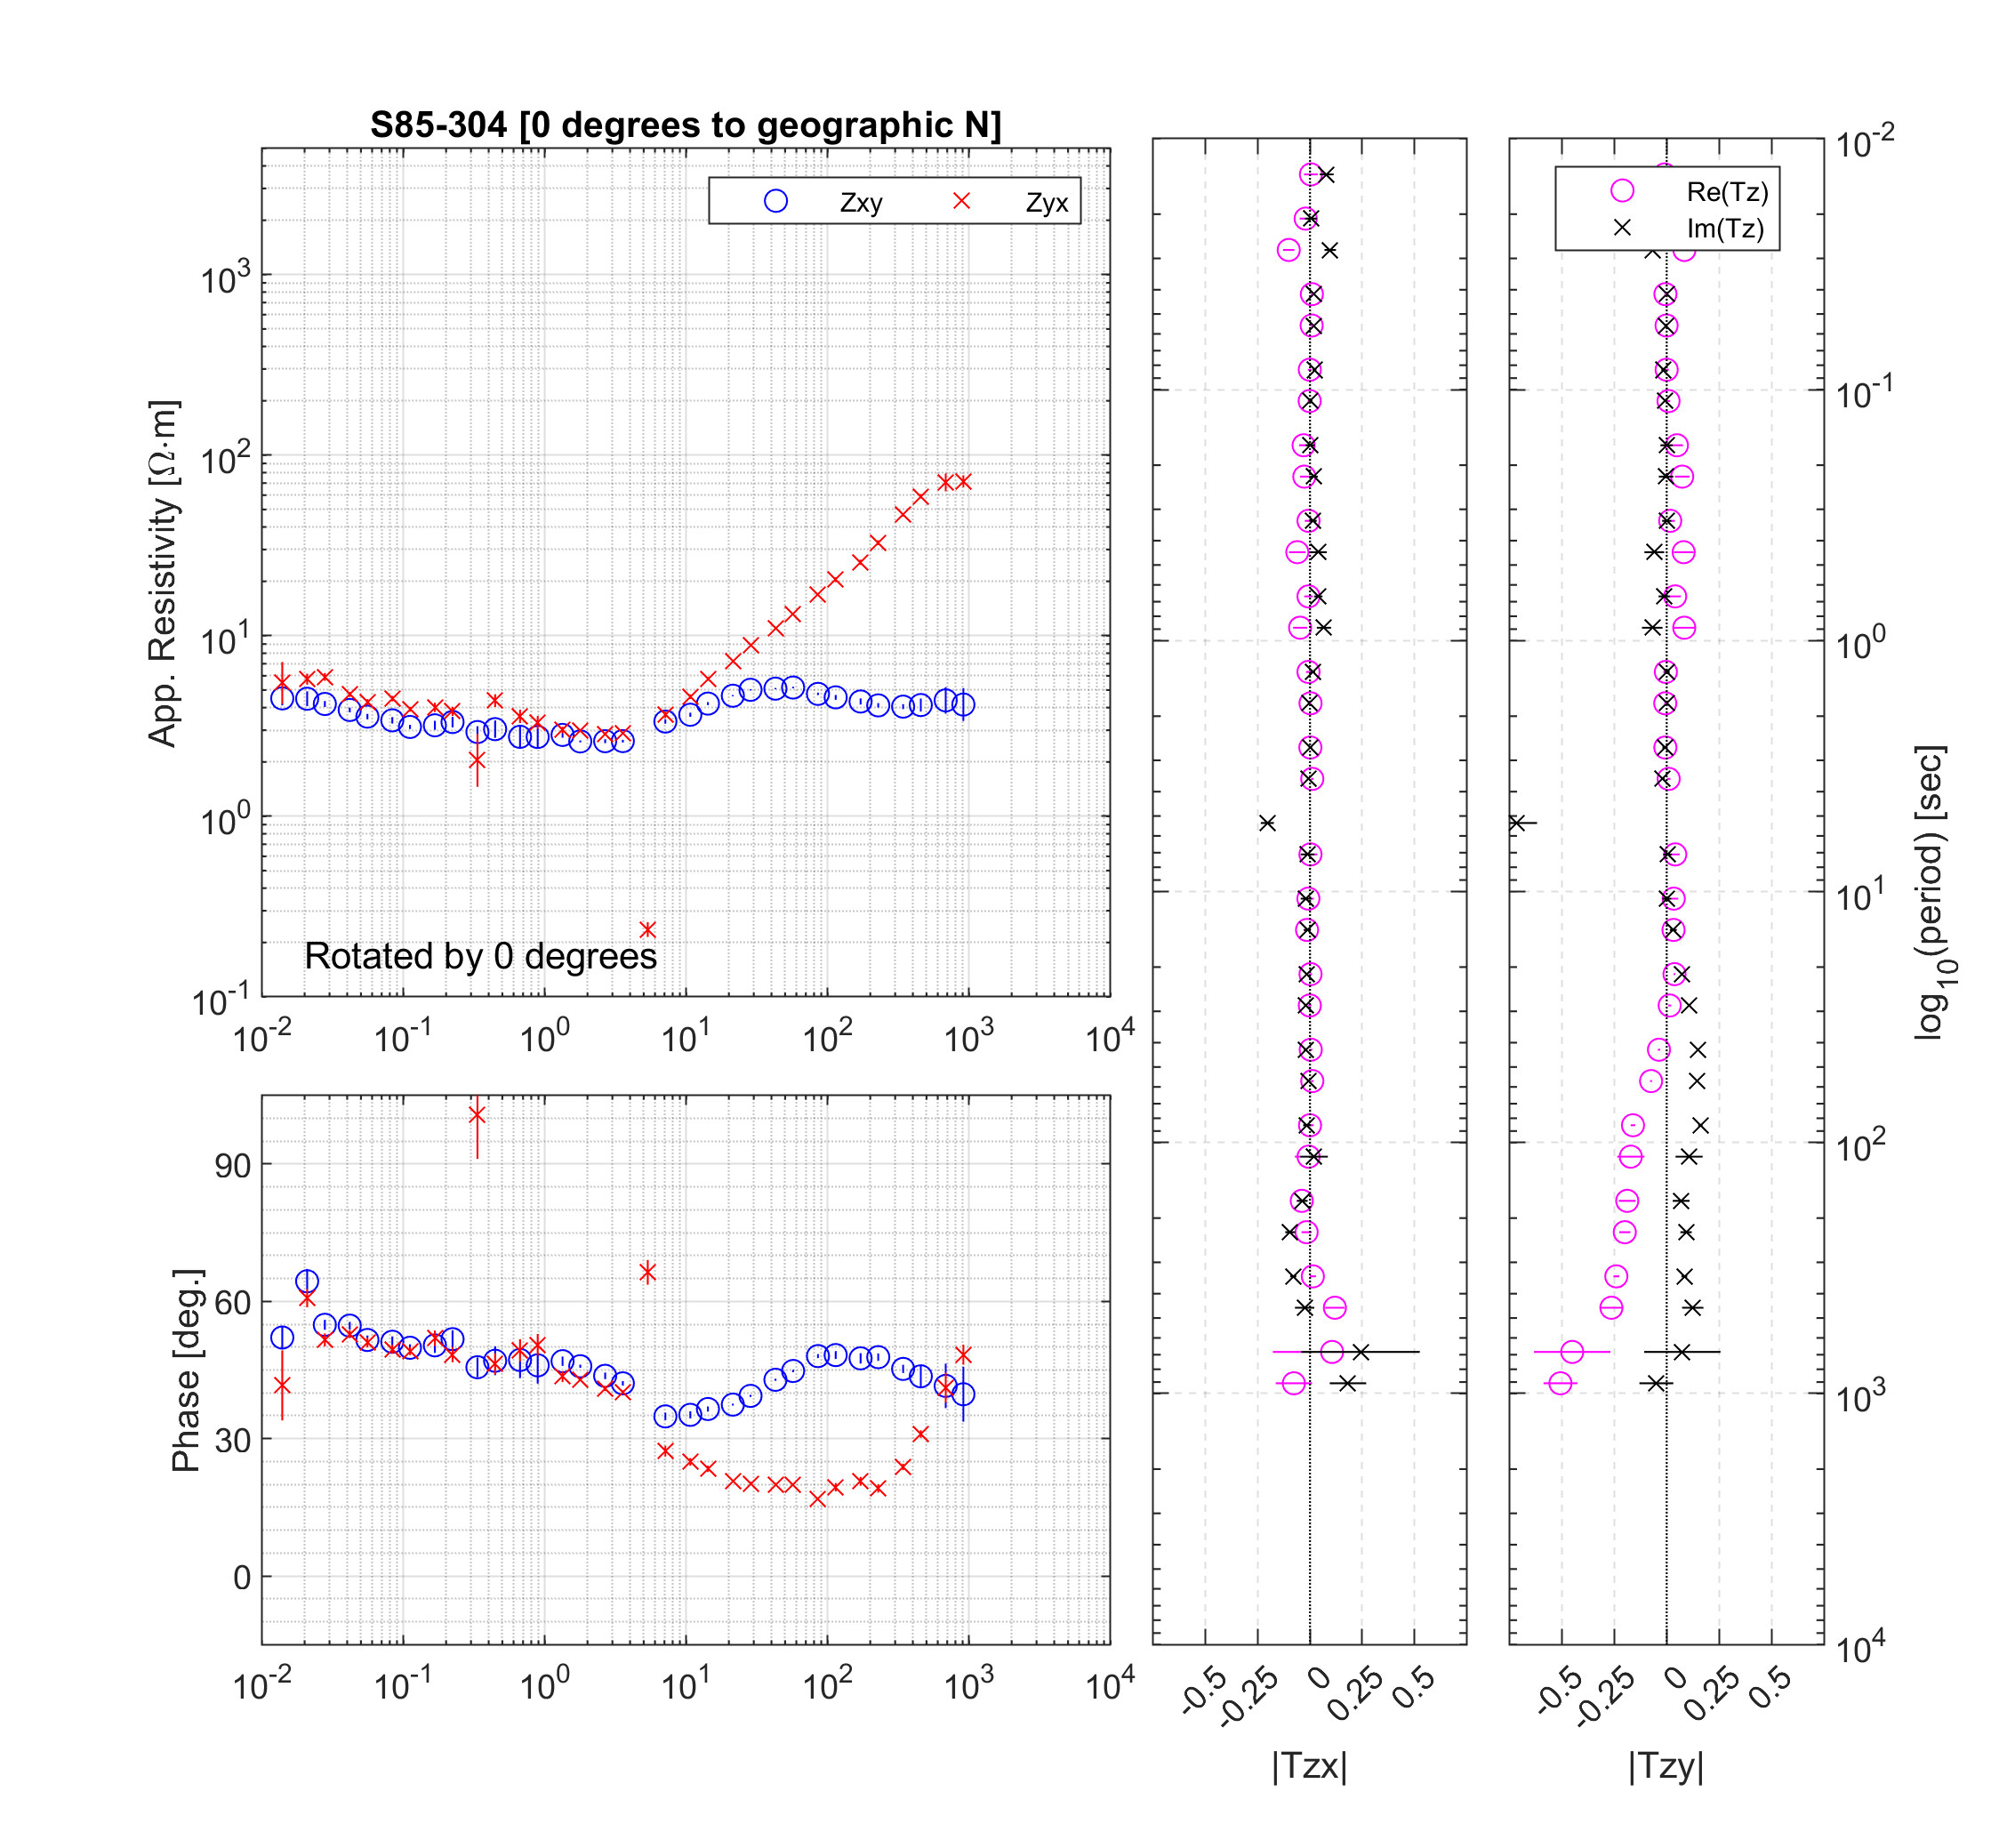 S85-304 [0 degrees to geographic N]
App. Resistivity [Ω·m]
10^3
10^2
10^1
10^0
10^-1
Zxy Zyx
Rotated by 0 degrees
10^-2 10^-1 10^0 10^1 10^2 10^3 10^4
Phase [deg.]
90
60
30
0
10^-2 10^-1 10^0 10^1 10^2 10^3 10^4
-0.5 -0.25 0 0.25 0.5
|Tzx|
Re(Tz)
Im(Tz)
-0.5 -0.25 0 0.25 0.5
|Tzy|
10^-2
10^-1
10^0
10^1
10^2
10^3
10^4
log10(period) [sec]